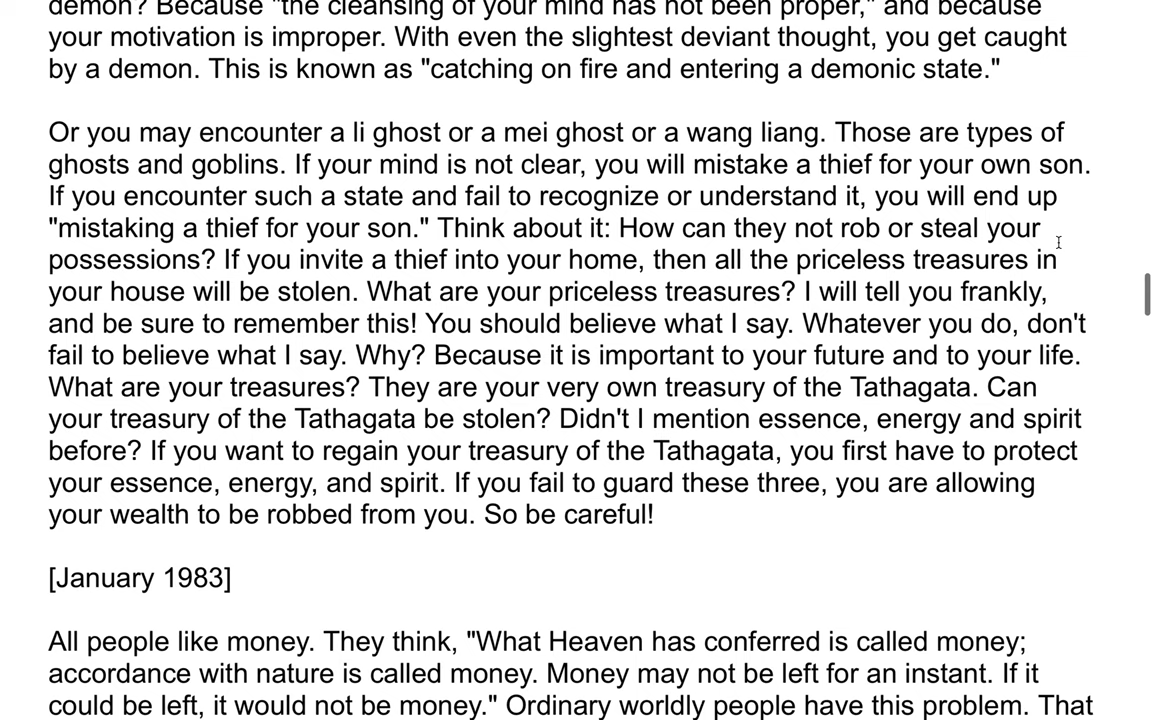 demon? Because "the cleansing of your mind has not been proper," and because
your motivation is improper. With even the slightest deviant thought, you get caught
by a demon. This is known as "catching on fire and entering a demonic state."
Or you may encounter a li ghost or a mei ghost or a wang liang. Those are types of
ghosts and goblins. If your mind is not clear, you will mistake a thief for your own son.
If you encounter such a state and fail to recognize or understand it, you will end up
"mistaking a thief for your son." Think about it: How can they not rob or steal your
possessions? If you invite a thief into your home, then all the priceless treasures in
your house will be stolen. What are your priceless treasures? I will tell you frankly,
and be sure to remember this! You should believe what I say. Whatever you do, don't
fail to believe what I say. Why? Because it is important to your future and to your life.
What are your treasures? They are your very own treasury of the Tathagata. Can
your treasury of the Tathagata be stolen? Didn't I mention essence, energy and spirit
before? If you want to regain your treasury of the Tathagata, you first have to protect
your essence, energy, and spirit. If you fail to guard these three, you are allowing
your wealth to be robbed from you. So be careful!
[January 1983]
All people like money. They think, "What Heaven has conferred is called money;
accordance with nature is called money. Money may not be left for an instant. If it
could be left, it would not be money." Ordinary worldly people have this problem. That